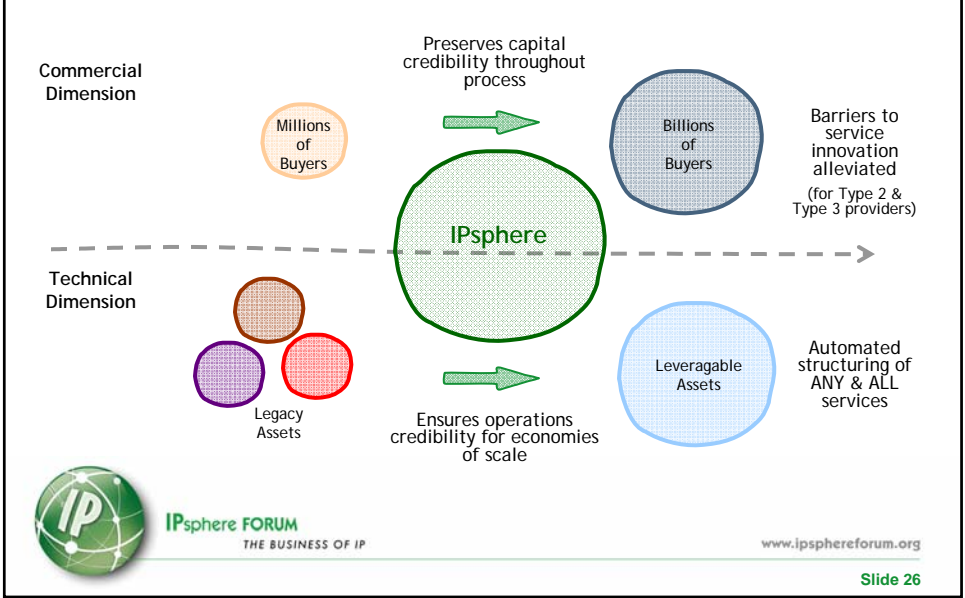 Commercial
Dimension
Millions
of
Buyers
Preserves capital
credibility throughout
process
Billions
of
Buyers
Barriers to
service
innovation
alleviated
(for Type 2 &
Type 3 providers)
IPsphere
Technical
Dimension
Legacy
Assets
Ensures operations
credibility for economies
of scale
Leveragable
Assets
Automated
structuring of
ANY & ALL
services
IP
IPsphere FORUM
THE BUSINESS OF IP
www.ipsphereforum.org
Slide 26